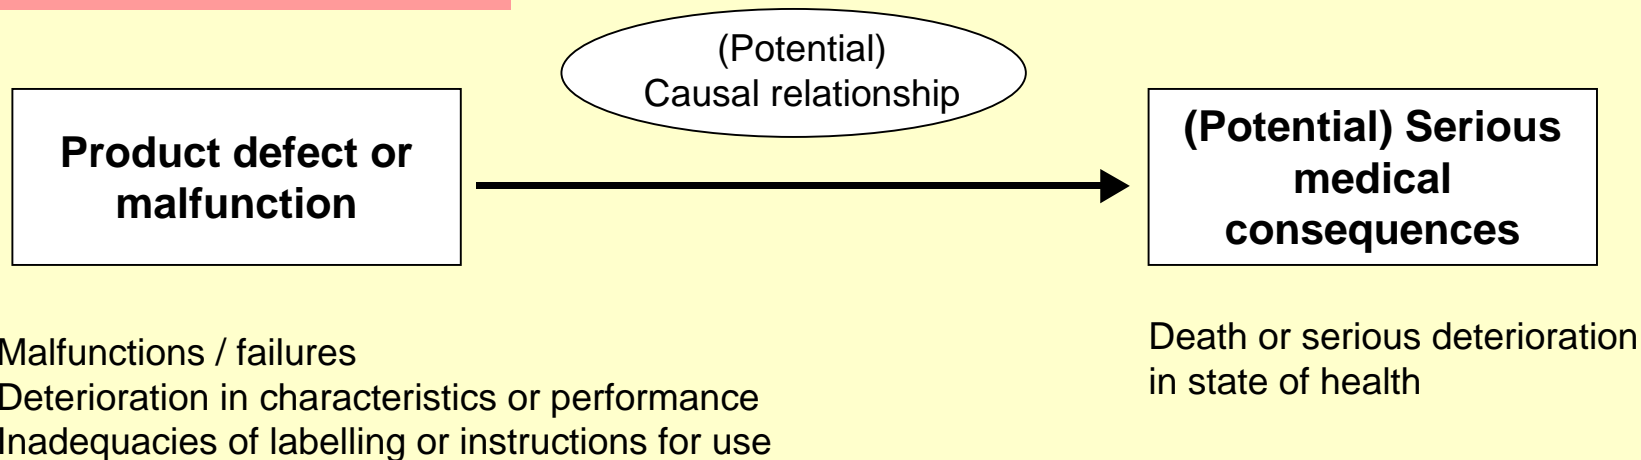 (Potential)
Causal relationship
Product defect or
malfunction
(Potential) Serious
medical
consequences
Malfunctions / failures
Deterioration in characteristics or performance
Inadequacies of labelling or instructions for use
Death or serious deterioration
in state of health